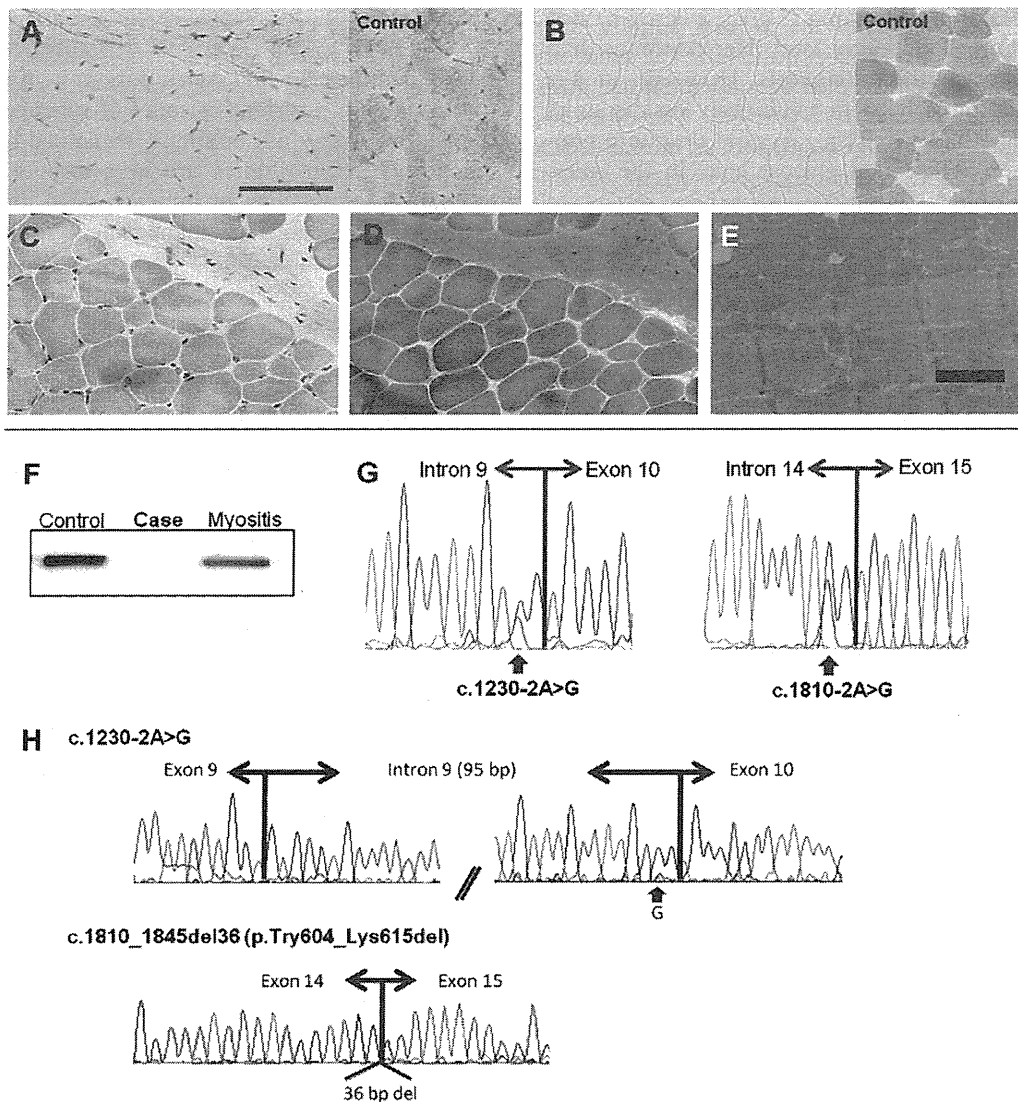 A
Control
B
Control
C
D
E
F
Control Case Myositis
G
Intron 9 Exon 10
Intron 14 Exon 15
c.1230-2A>G
c.1810-2A>G
H c.1230-2A>G
Exon 9 Intron 9 (95 bp) Exon 10
//
G
c.1810_1845del36 (p.Try604_Lys615del)
Exon 14 Exon 15
36 bp del